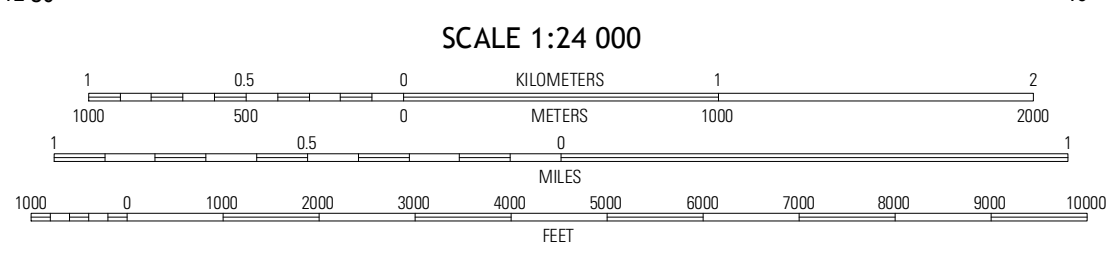 SCALE 1:24 000
1 0.5 0 KILOMETERS 1 2
1000 500 0 METERS 1000 2000
1 0.5 0 1
MILES
1000 0 1000 2000 3000 4000 5000 6000 7000 8000 9000 10000
FEET